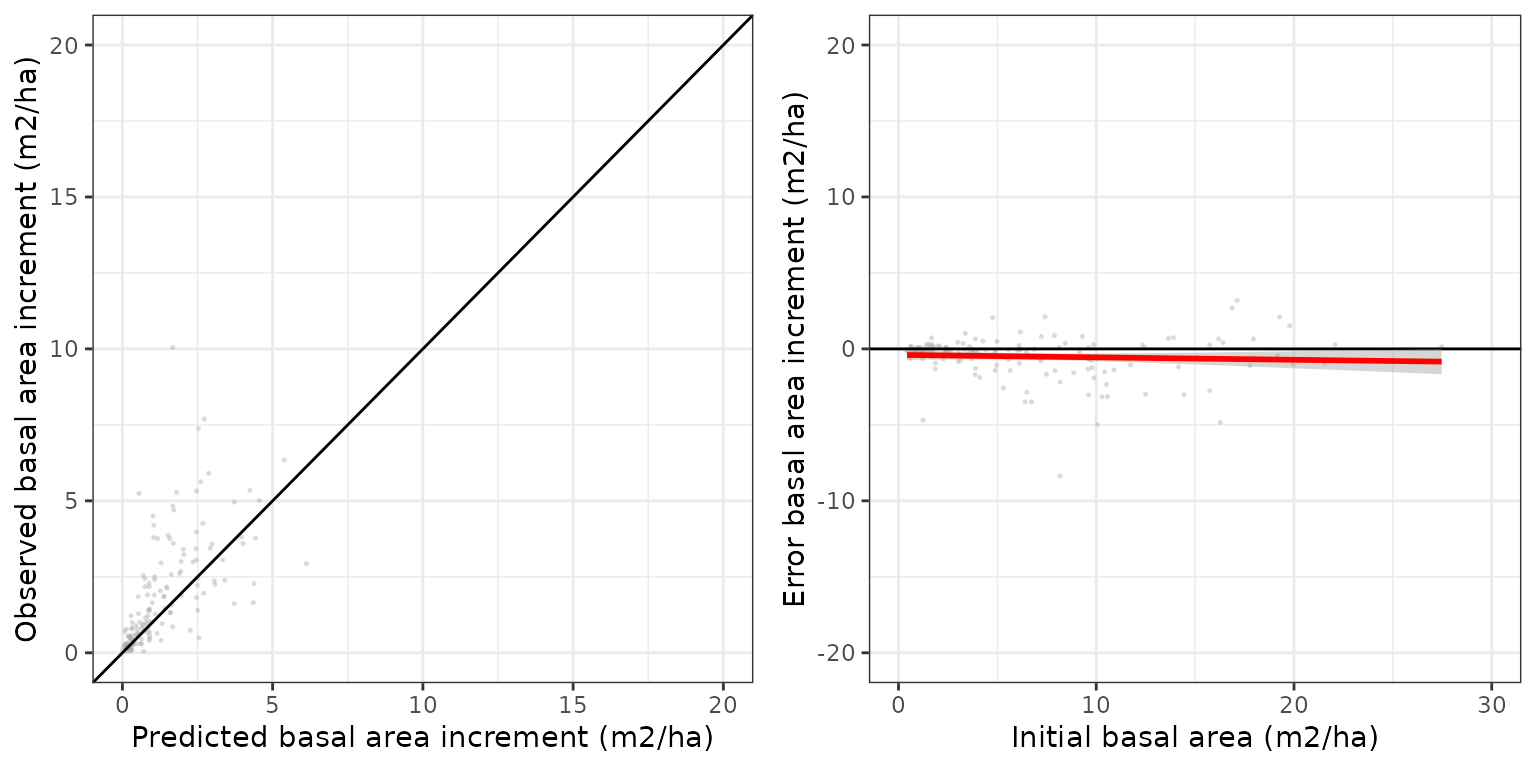 Observed basal area increment (m2/ha)
20
15
10
5
0
0 5 10 15 20
Predicted basal area increment (m2/ha)
Error basal area increment (m2/ha)
20
10
0
-10
-20
0 10 20 30
Initial basal area (m2/ha)